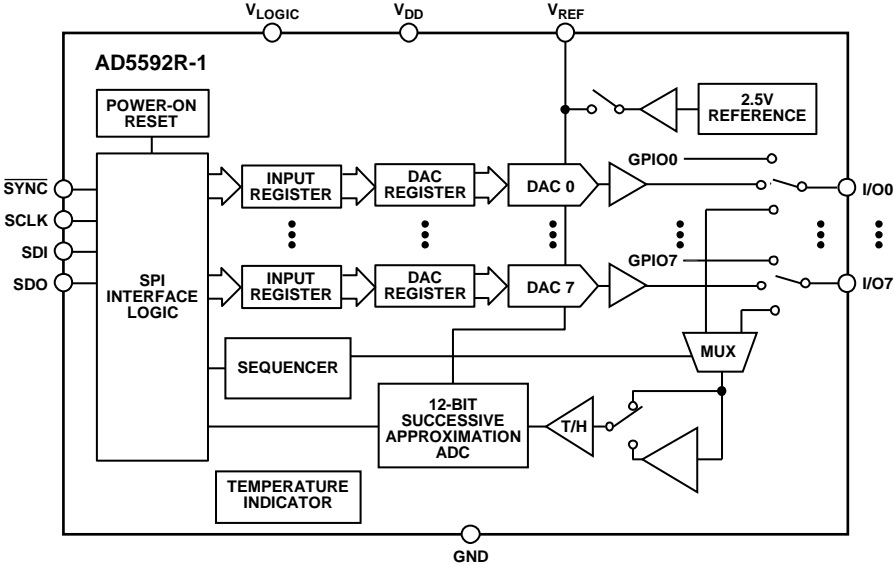 VLOGIC
VDD
VREF
AD5592R-1
POWER-ON
RESET
2.5V
REFERENCE
SYNC
SCLK
SDI
SDO
SPI
INTERFACE
LOGIC
INPUT
REGISTER
DAC
REGISTER
DAC 0
GPIO0
I/O0
INPUT
REGISTER
DAC
REGISTER
DAC 7
GPIO7
I/O7
SEQUENCER
MUX
12-BIT
SUCCESSIVE
APPROXIMATION
ADC
T/H
TEMPERATURE
INDICATOR
GND